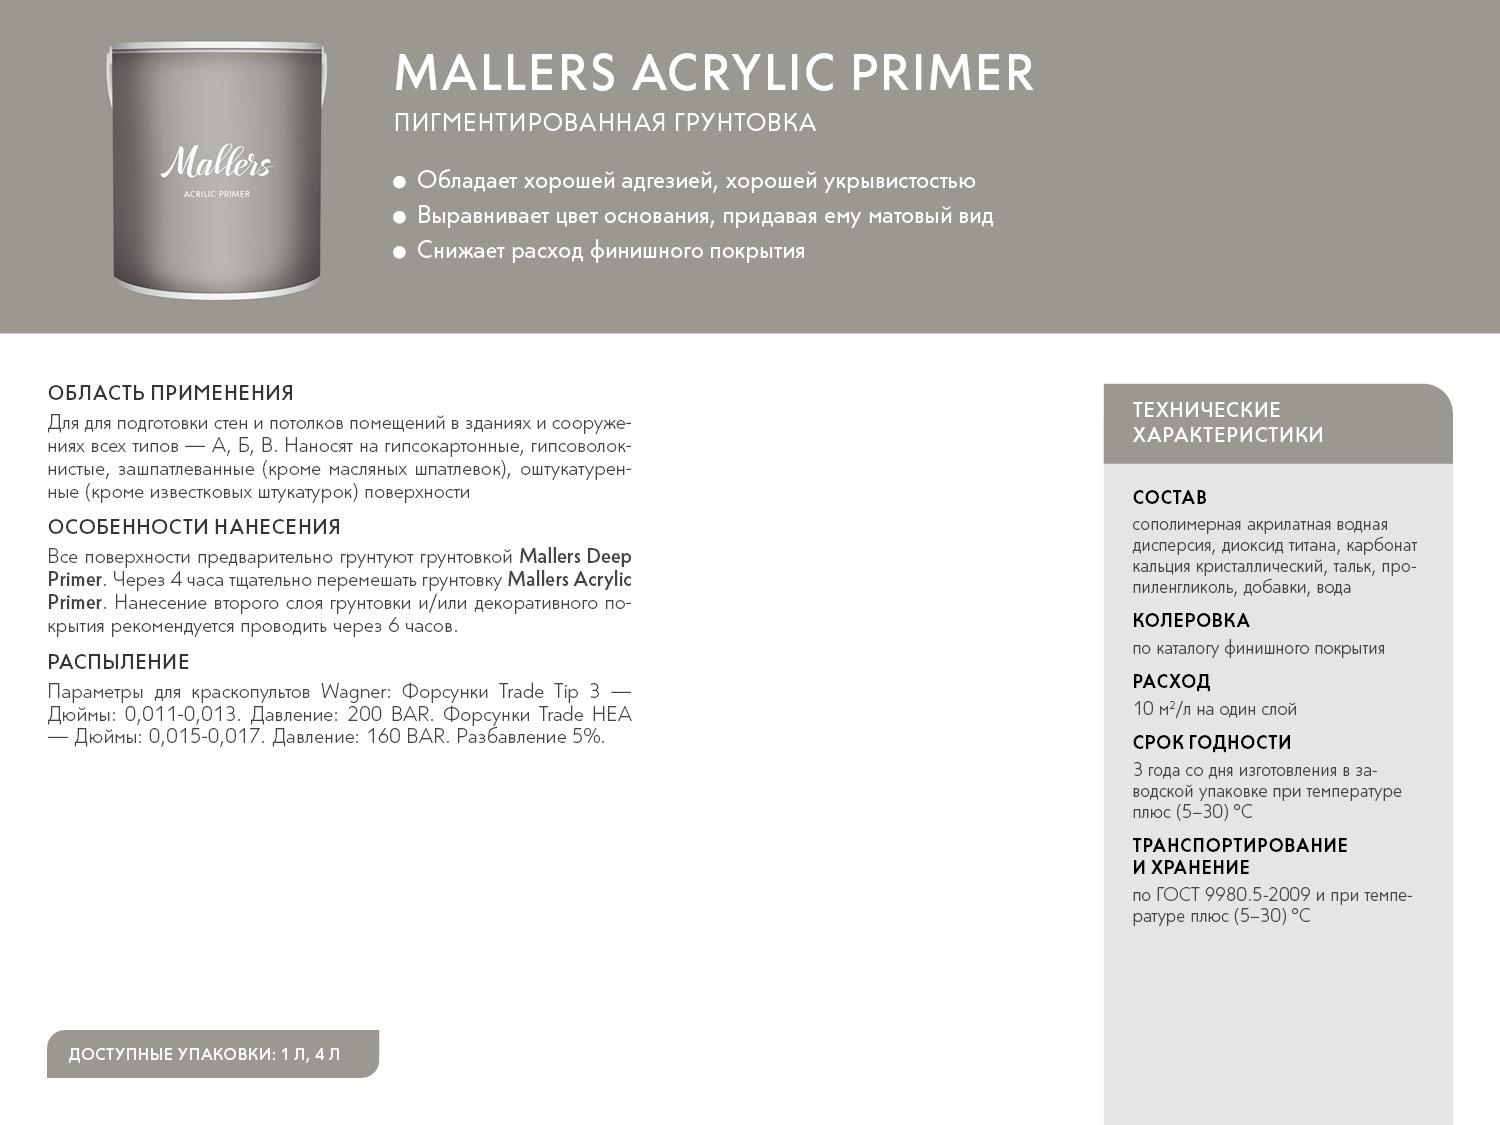 Mallers
ACRILIC PRIMER
MALLERS ACRYLIC PRIMER
ПИГМЕНТИРОВАННАЯ ГРУНТОВКА
● Обладает хорошей адгезией, хорошей укрывистостью
● Выравнивает цвет основания, придавая ему матовый вид
● Снижает расход финишного покрытия
ОБЛАСТЬ ПРИМЕНЕНИЯ
Для для подготовки стен и потолков помещений в зданиях и сооруже-
ниях всех типов — А, Б, В. Наносят на гипсокартонные, гипсоволок-
нистые, зашпатлеванные (кроме масляных шпатлевок), оштукатурен-
ные (кроме известковых штукатурок) поверхности
ОСОБЕННОСТИ НАНЕСЕНИЯ
Все поверхности предварительно грунтуют грунтовкой Mallers Deep
Primer. Через 4 часа тщательно перемешать грунтовку Mallers Acrylic
Primer. Нанесение второго слоя грунтовки и/или декоративного по-
крытия рекомендуется проводить через 6 часов.
РАСПЫЛЕНИЕ
Параметры для краскопультов Wagner: Форсунки Trade Tip 3 —
Дюймы: 0,011-0,013. Давление: 200 BAR. Форсунки Trade HEA
— Дюймы: 0,015-0,017. Давление: 160 BAR. Разбавление 5%.
ДОСТУПНЫЕ УПАКОВКИ: 1 Л, 4 Л
ТЕХНИЧЕСКИЕ
ХАРАКТЕРИСТИКИ
СОСТАВ
сополимерная акрилатная водная
дисперсия, диоксид титана, карбонат
кальция кристаллический, тальк, про-
пиленгликоль, добавки, вода
КОЛЕРОВКА
по каталогу финишного покрытия
РАСХОД
10 м²/л на один слой
СРОК ГОДНОСТИ
3 года со дня изготовления в за-
водской упаковке при температуре
плюс (5–30) °С
ТРАНСПОРТИРОВАНИЕ
И ХРАНЕНИЕ
по ГОСТ 9980.5-2009 и при темпе-
ратуре плюс (5–30) °С